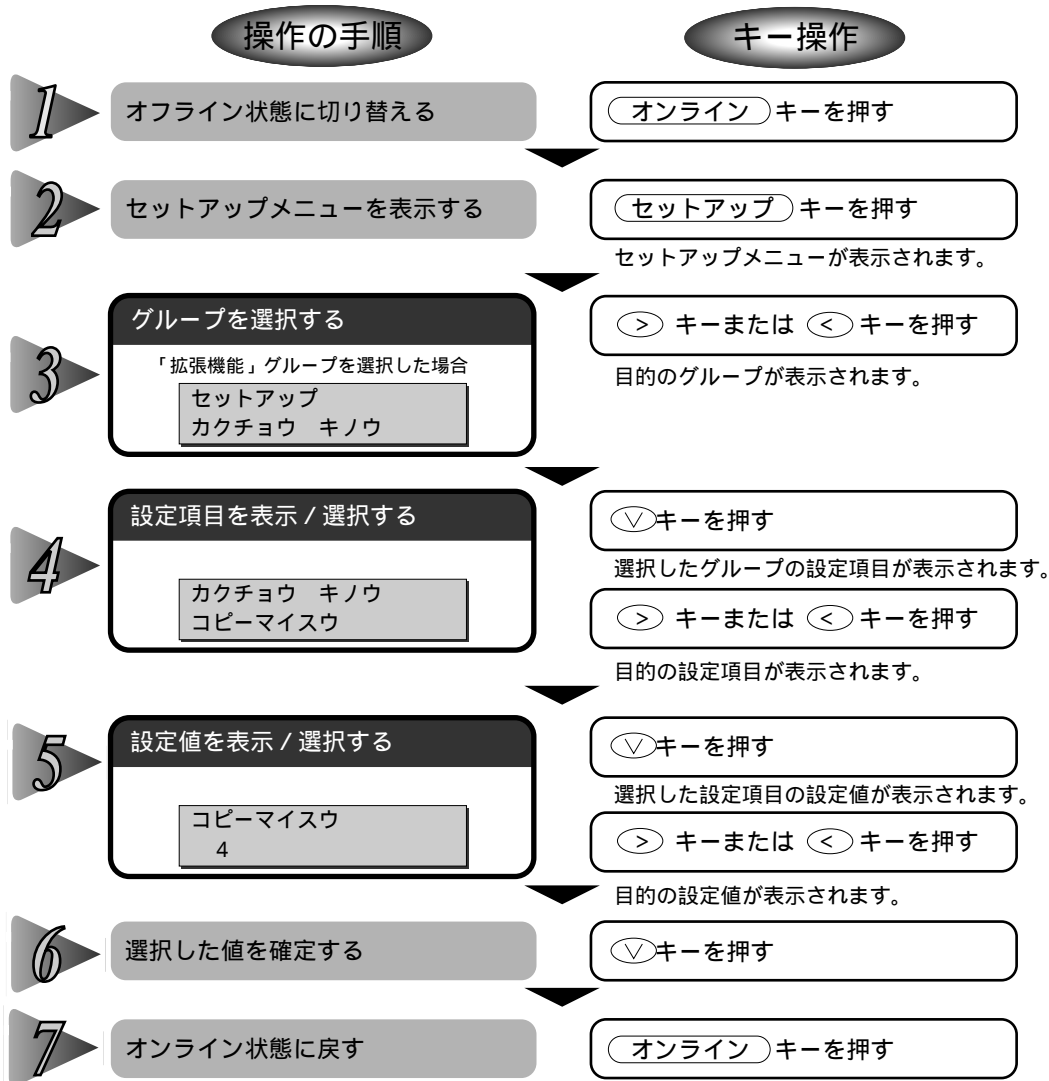 操作の手順
キー操作
1
オフライン状態に切り替える
オンライン キーを押す
2
セットアップメニューを表示する
セットアップ キーを押す
セットアップメニューが表示されます。
3
グループを選択する
「拡張機能」グループを選択した場合
セットアップ
カクチョウ　キノウ
> キーまたは < キーを押す
目的のグループが表示されます。
4
設定項目を表示 / 選択する
カクチョウ　キノウ
コピーマイスウ
∨キーを押す
選択したグループの設定項目が表示されます。
> キーまたは < キーを押す
目的の設定項目が表示されます。
5
設定値を表示 / 選択する
コピーマイスウ
4
∨キーを押す
選択した設定項目の設定値が表示されます。
> キーまたは < キーを押す
目的の設定値が表示されます。
6
選択した値を確定する
∨キーを押す
7
オンライン状態に戻す
オンライン キーを押す